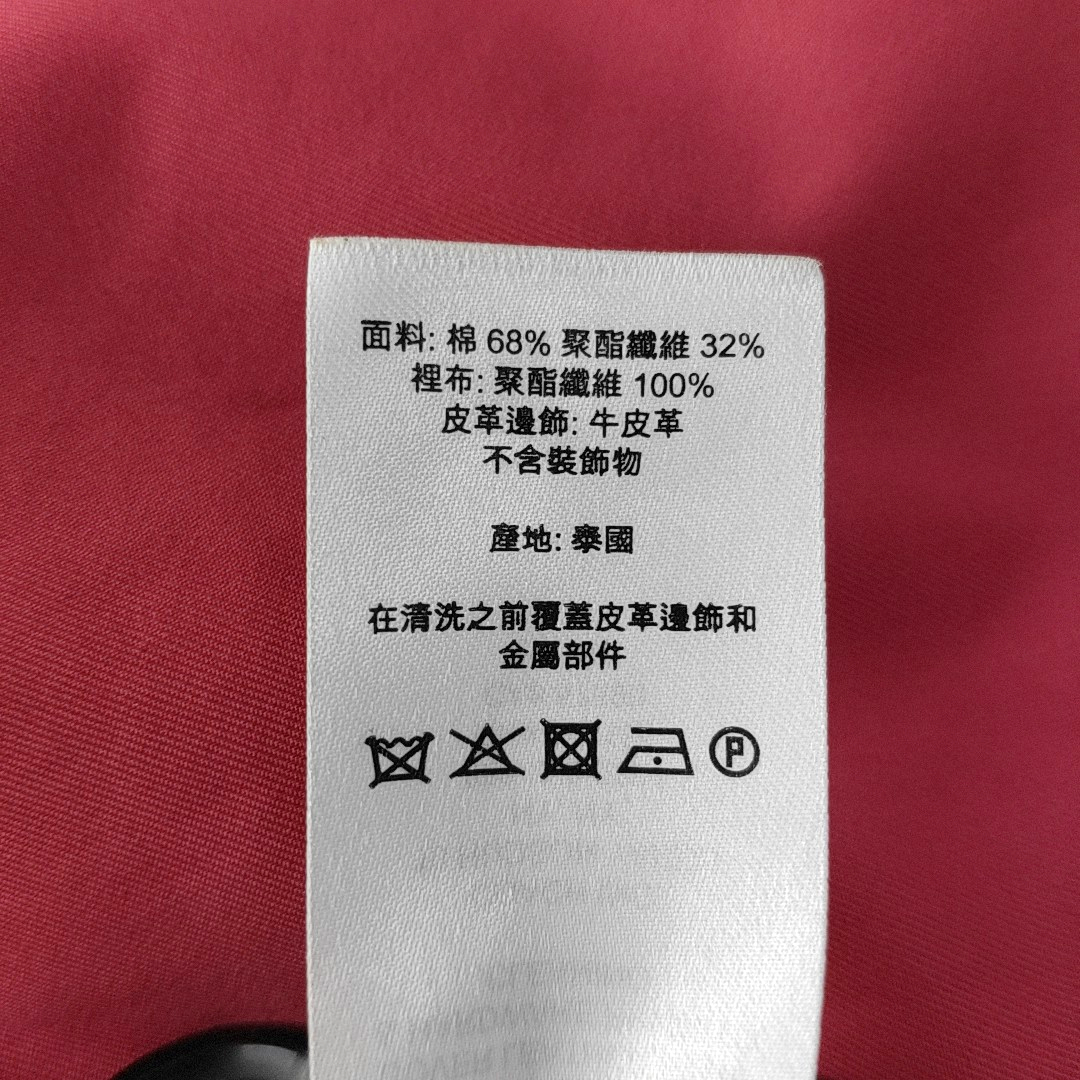 面料: 棉 68% 聚酯纖維 32%
裡布: 聚酯纖維 100%
皮革邊飾: 牛皮革
不含裝飾物
產地: 泰國
在清洗之前覆蓋皮革邊飾和
金屬部件
P